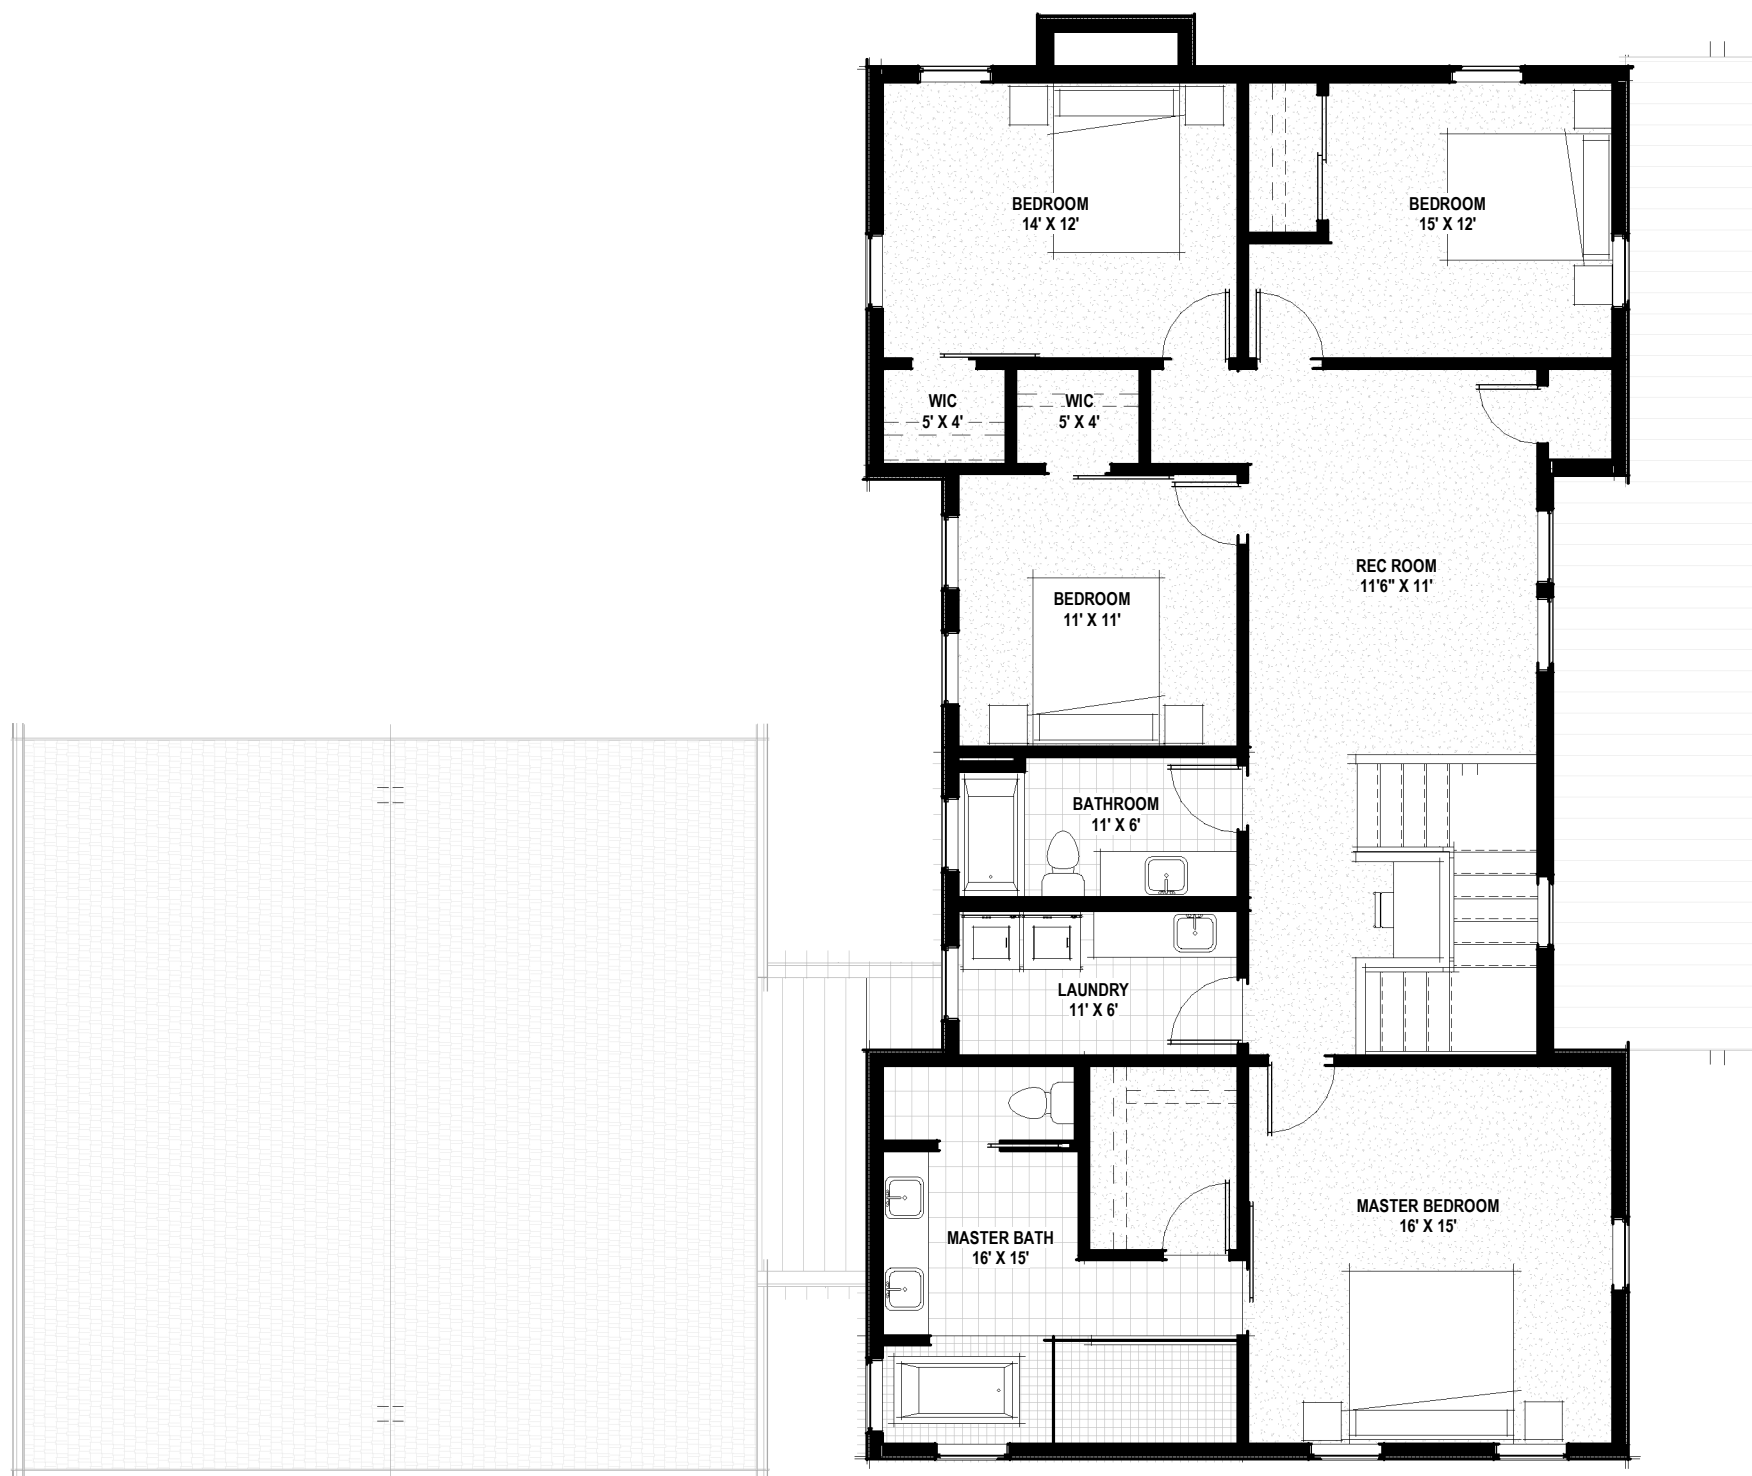 BEDROOM
14' X 12'
BEDROOM
15' X 12'
WIC
5' X 4'
WIC
5' X 4'
REC ROOM
11'6" X 11'
BEDROOM
11' X 11'
BATHROOM
11' X 6'
LAUNDRY
11' X 6'
MASTER BEDROOM
16' X 15'
MASTER BATH
16' X 15'